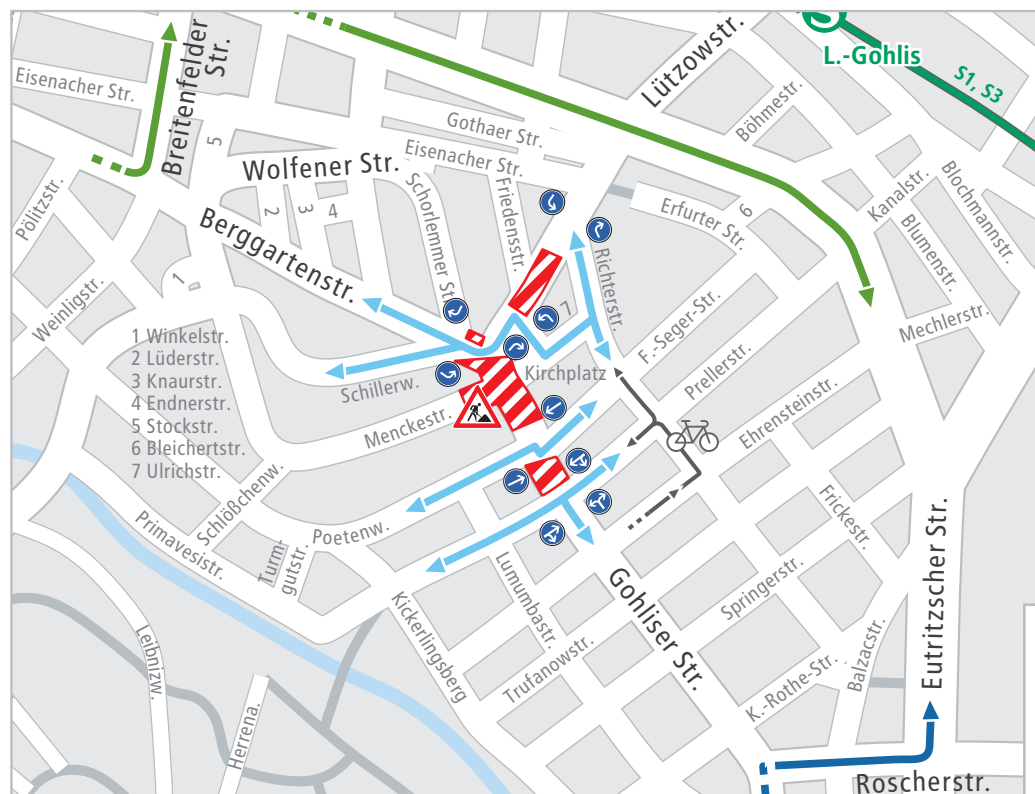 Breitenfelder
Str.
Eisenacher Str.
Lützowstr.
S
L.-Gohlis
S1, S3
Böhmestr.
Gothaer Str.
Eisenacher Str.
5
Wolfener Str.
Pölitzstr.
Schorlemmer Str.
Friedensstr.
2
3
4
Kanalstr.
Blochmannstr.
Blumenstr.
Erfurter Str.
6
Berggartenstr.
Richterstr.
1
Weinligstr.
7
F.-Seger-Str.
Mechlerstr.
1 Winkelstr.
2 Lüderstr.
3 Knaurstr.
4 Endnerstr.
5 Stockstr.
6 Bleichertstr.
7 Ulrichstr.
Schillerw.
Kirchplatz
Prellerstr.
Menckestr.
Ehrensteinstr.
Schlößchenw.
Primavesistr.
Poetenw.
Turm-
gutstr.
Frickestr.
Lumumbastr.
Gohliser Str.
Springerstr.
Eutritzscher Str.
Kickerlingsberg
Trufanowstr.
Leibnizw.
Balzacstr.
K.-Rothe-Str.
Herrena.
Roscherstr.